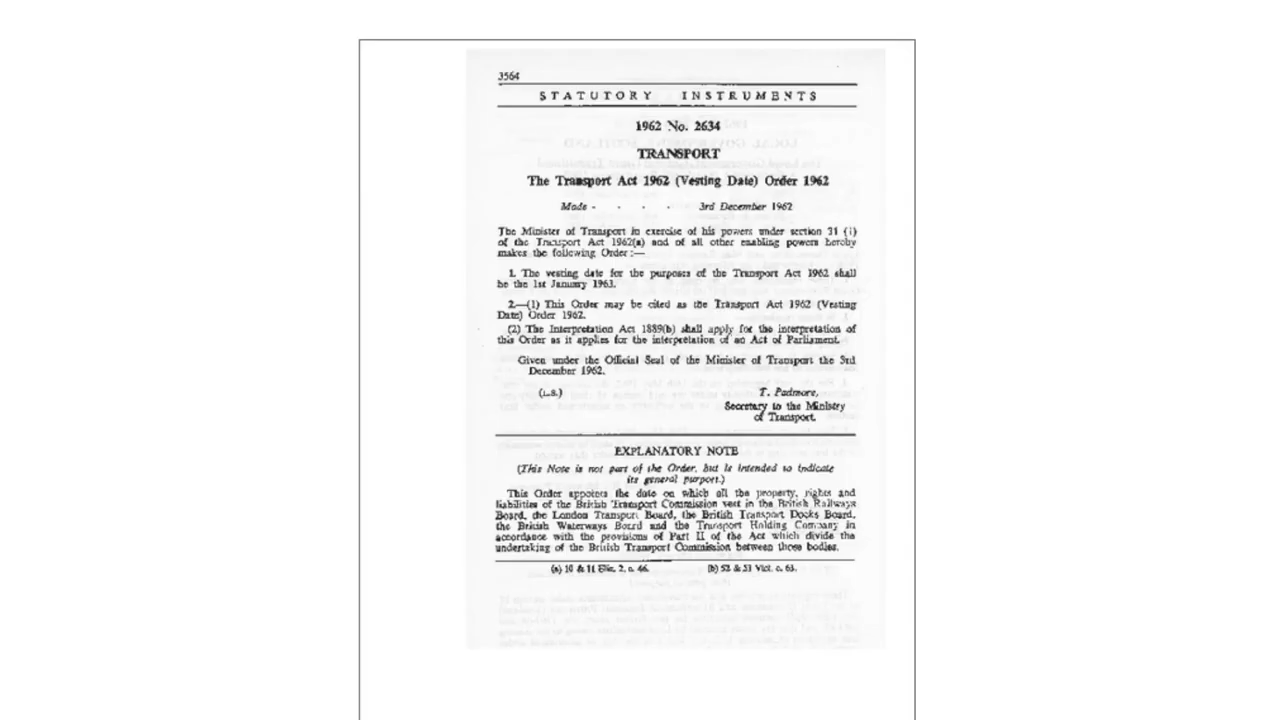 3564
STATUTORY INSTRUMENTS
1962 No. 2634
TRANSPORT
The Transport Act 1962 (Vesting Date) Order 1962
Made - - - - 3rd December 1962
The Minister of Transport in exercise of his powers under section 31 (1)
of the Transport Act 1962(a) and of all other enabling powers hereby
makes the following Order:—
1. The vesting date for the purposes of the Transport Act 1962 shall
be the 1st January 1963.
2.—(1) This Order may be cited as the Transport Act 1962 (Vesting
Date) Order 1962.
(2) The Interpretation Act 1889(b) shall apply for the interpretation of
this Order as it applies for the interpretation of an Act of Parliament.
Given under the Official Seal of the Minister of Transport the 3rd
December 1962.
(L.S.) T. Padmore,
Secretary to the Ministry
of Transport.
EXPLANATORY NOTE
(This Note is not part of the Order, but is intended to indicate
its general purport.)
This Order appoints the date on which all the property, rights and
liabilities of the British Transport Commission vest in the British Railways
Board, the London Transport Board, the British Transport Docks Board,
the British Waterways Board and the Transport Holding Company in
accordance with the provisions of Part II of the Act which divide the
undertaking of the British Transport Commission between those bodies.
(a) 10 & 11 Eliz. 2, c. 46. (b) 52 & 53 Vict. c. 63.